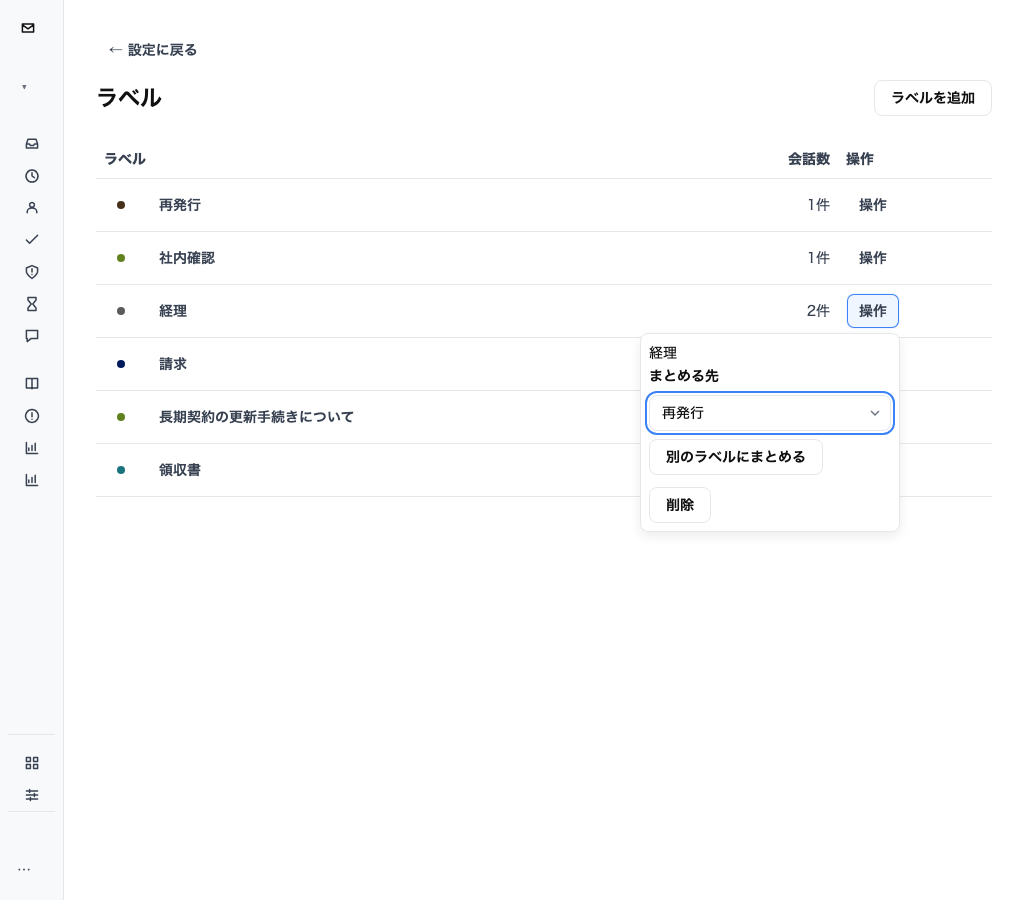 ← 設定に戻る
ラベル
ラベルを追加
ラベル 会話数 操作
再発行 1件 操作
社内確認 1件 操作
経理 2件 操作
請求
長期契約の更新手続きについて
領収書
経理
まとめる先
再発行
別のラベルにまとめる
削除